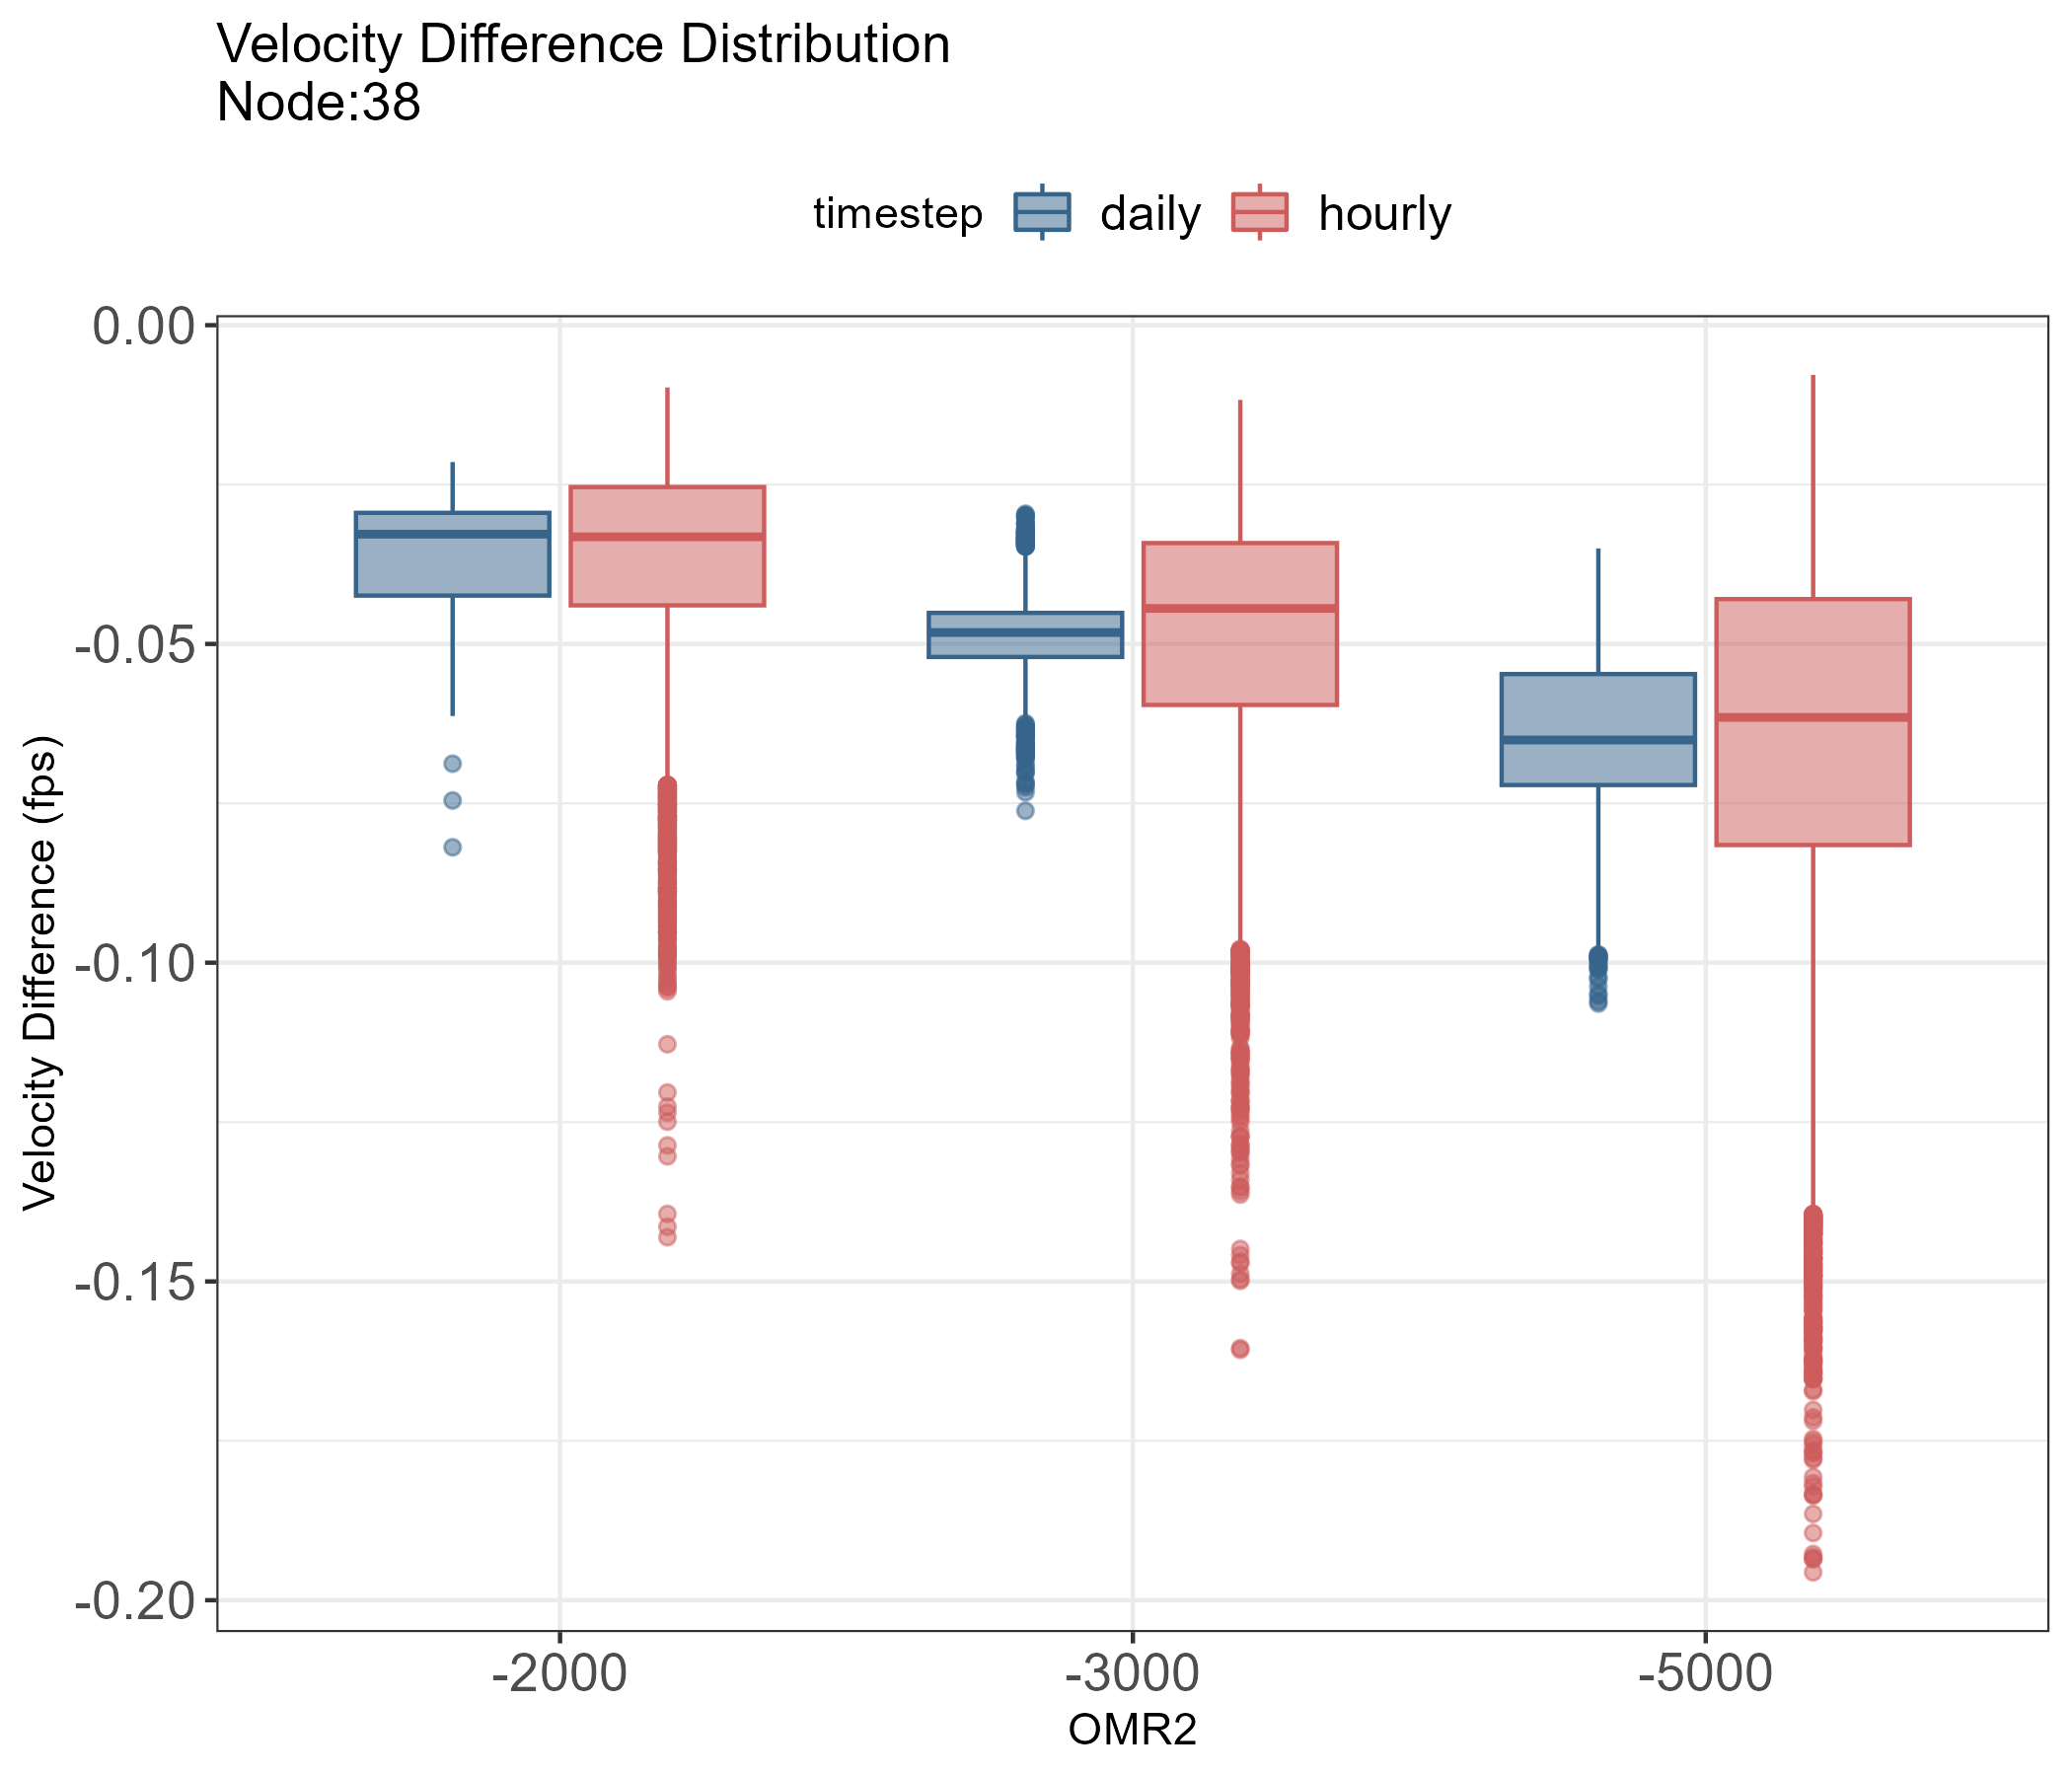 Velocity Difference Distribution
Node:38
timestep daily hourly
Velocity Difference (fps)
0.00
-0.05
-0.10
-0.15
-0.20
-2000 -3000 -5000
OMR2